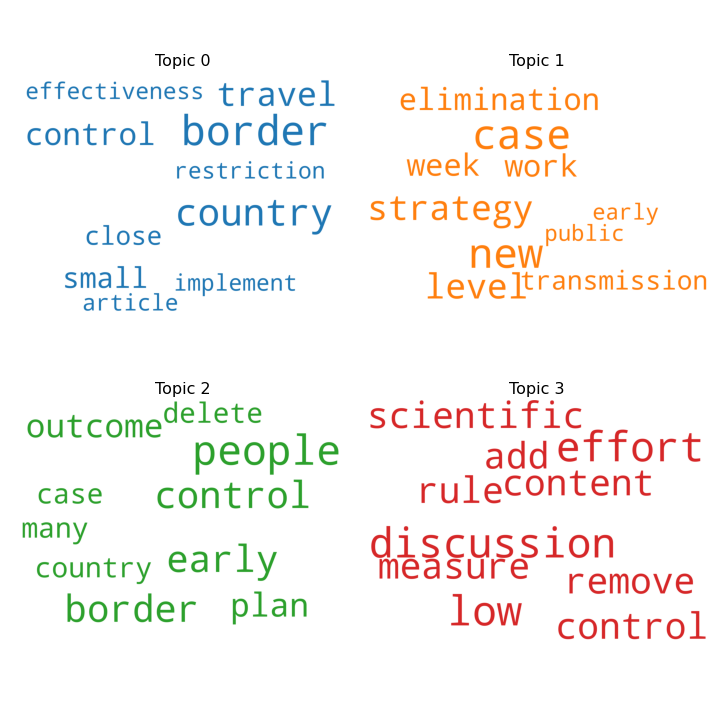 Topic 0
effectiveness travel
control border
restriction
country
close
small implement
article
Topic 1
elimination
case
week work
strategy early
public
new
level transmission
Topic 2
outcome delete
people
case control
many
country early
border plan
Topic 3
scientific
add effort
rule content
discussion
measure remove
low control